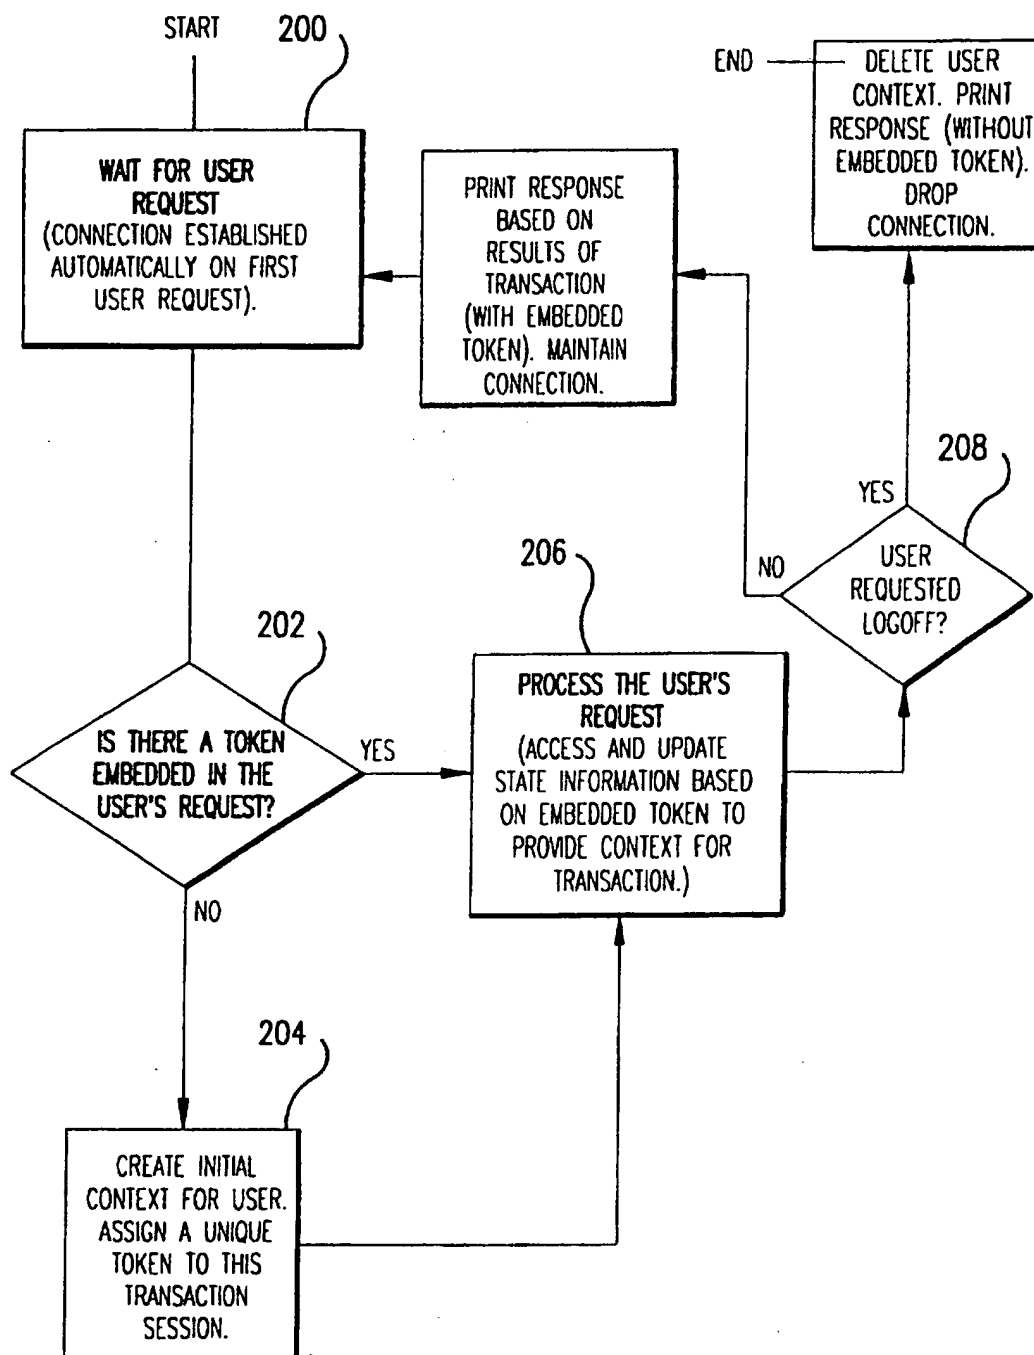 START
200
WAIT FOR USER
REQUEST
(CONNECTION ESTABLISHED
AUTOMATICALLY ON FIRST
USER REQUEST).
PRINT RESPONSE
BASED ON
RESULTS OF
TRANSACTION
(WITH EMBEDDED
TOKEN). MAINTAIN
CONNECTION.
END
DELETE USER
CONTEXT. PRINT
RESPONSE (WITHOUT
EMBEDDED TOKEN).
DROP
CONNECTION.
208
YES
NO
USER
REQUESTED
LOGOFF?
202
IS THERE A TOKEN
EMBEDDED IN THE
USER'S REQUEST?
YES
NO
206
PROCESS THE USER'S
REQUEST
(ACCESS AND UPDATE
STATE INFORMATION BASED
ON EMBEDDED TOKEN TO
PROVIDE CONTEXT FOR
TRANSACTION.)
204
CREATE INITIAL
CONTEXT FOR USER.
ASSIGN A UNIQUE
TOKEN TO THIS
TRANSACTION
SESSION.